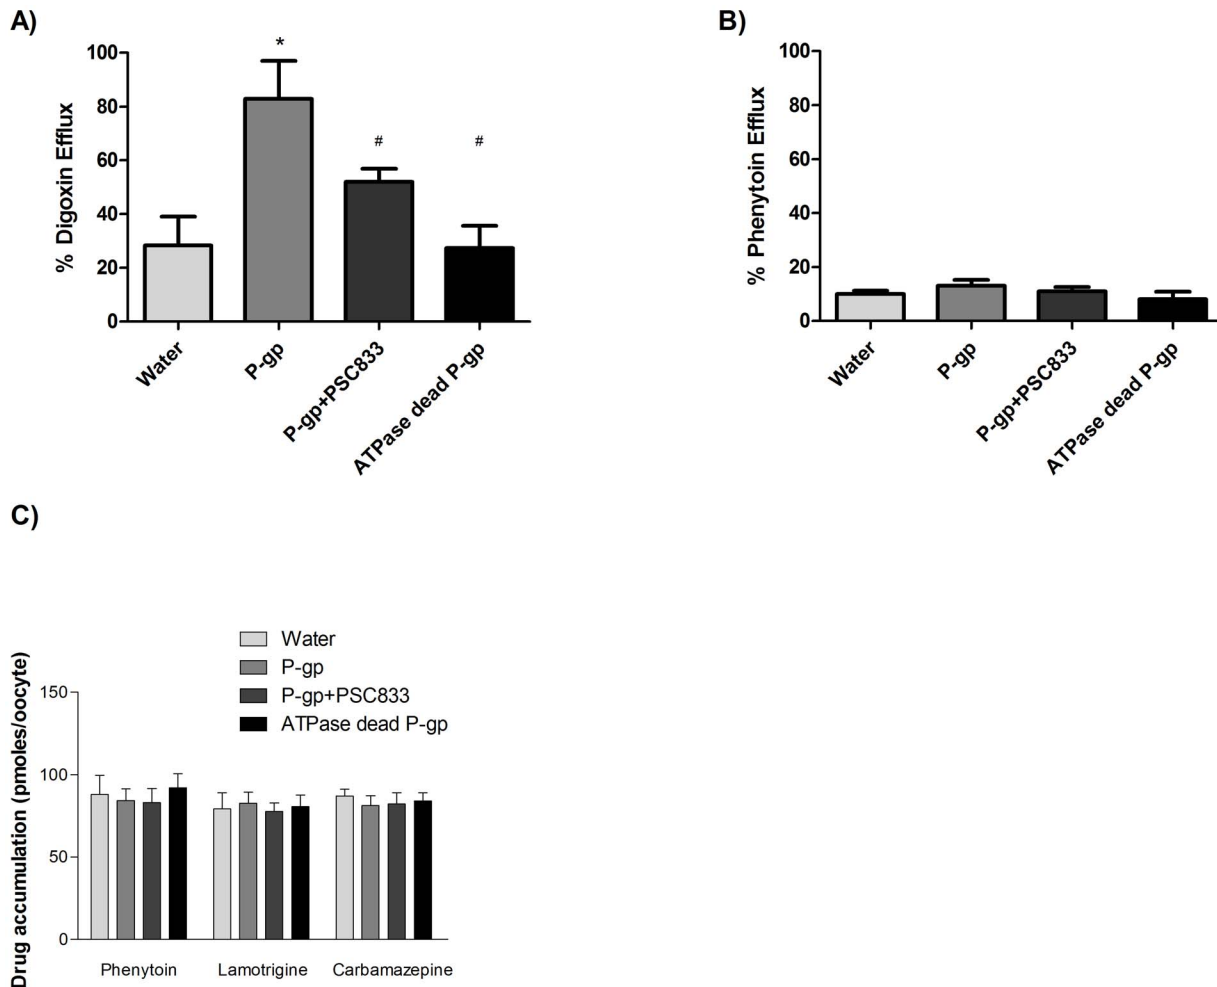 A)
% Digoxin Efflux
100
80
60
40
20
0
*
#
#
Water
P-gp
P-gp+PSC833
ATPase dead P-gp
B)
% Phenytoin Efflux
100
80
60
40
20
0
Water
P-gp
P-gp+PSC833
ATPase dead P-gp
C)
Water
P-gp
P-gp+PSC833
ATPase dead P-gp
Drug accumulation (pmoles/oocyte)
150
100
50
0
Phenytoin
Lamotrigine
Carbamazepine